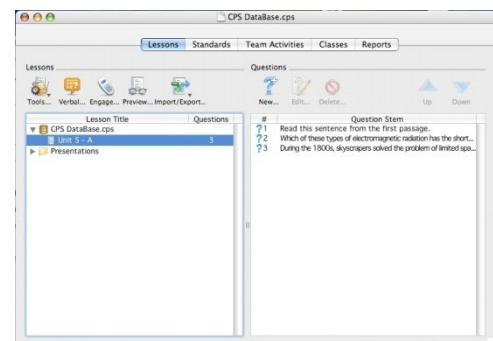 CPS DataBase.cps
Lessons Standards Team Activities Classes Reports
Lessons
Tools... Verbal... Engage... Preview... Import/Export...
Lesson Title Questions
CPS DataBase.cps
Unit 5 - A 3
Presentations
Questions
New... Edit... Delete... Up Down
# Question Stem
1 Read this sentence from the first passage.
2 Which of these types of electromagnetic radiation has the short...
3 During the 1800s, skyscrapers solved the problem of limited spa...